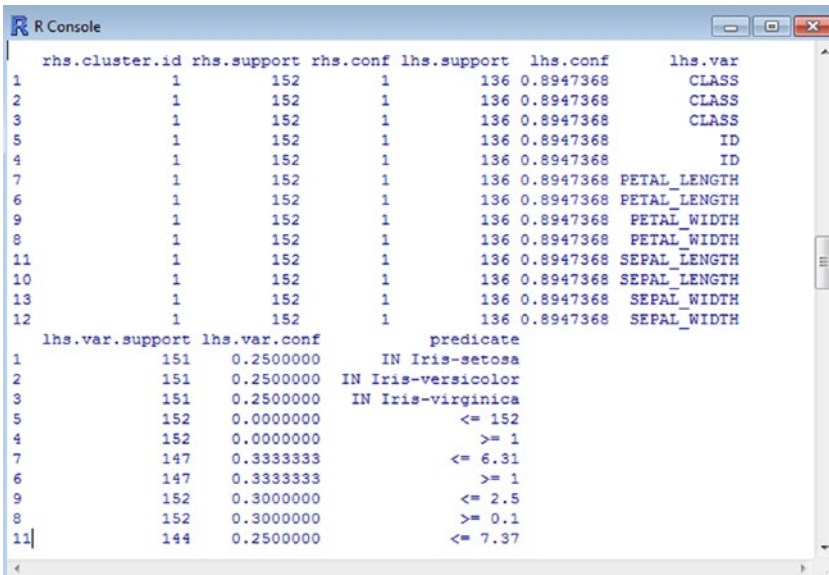 R Console
rhs.cluster.id rhs.support rhs.conf lhs.support lhs.conf lhs.var
1 1 152 1 136 0.8947368 CLASS
2 1 152 1 136 0.8947368 CLASS
3 1 152 1 136 0.8947368 CLASS
5 1 152 1 136 0.8947368 ID
4 1 152 1 136 0.8947368 ID
7 1 152 1 136 0.8947368 PETAL_LENGTH
6 1 152 1 136 0.8947368 PETAL_LENGTH
9 1 152 1 136 0.8947368 PETAL_WIDTH
8 1 152 1 136 0.8947368 PETAL_WIDTH
11 1 152 1 136 0.8947368 SEPAL_LENGTH
10 1 152 1 136 0.8947368 SEPAL_LENGTH
13 1 152 1 136 0.8947368 SEPAL_WIDTH
12 1 152 1 136 0.8947368 SEPAL_WIDTH
lhs.var.support lhs.var.conf predicate
1 151 0.2500000 IN Iris-setosa
2 151 0.2500000 IN Iris-versicolor
3 151 0.2500000 IN Iris-virginica
5 152 0.0000000 <= 152
4 152 0.0000000 >= 1
7 147 0.3333333 <= 6.31
6 147 0.3333333 >= 1
9 152 0.3000000 <= 2.5
8 152 0.3000000 >= 0.1
11 144 0.2500000 <= 7.37